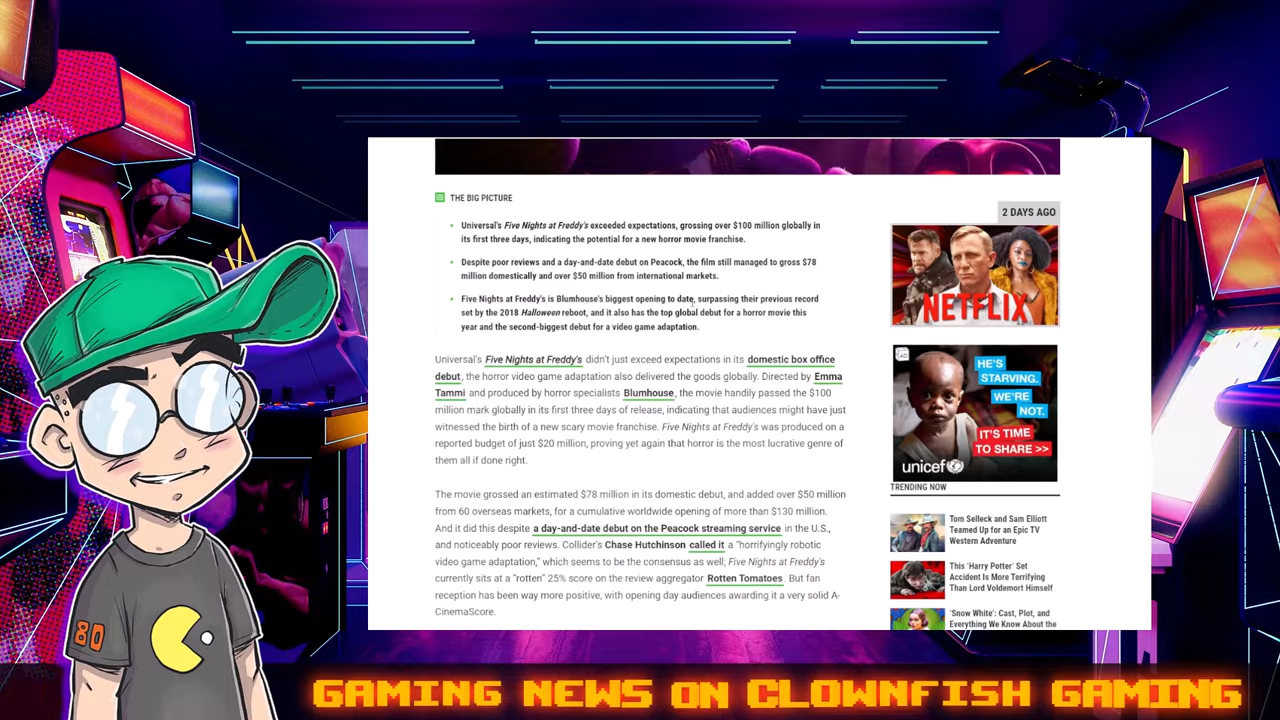 THE BIG PICTURE
Universal's Five Nights at Freddy's exceeded expectations, grossing over $100 million globally in
its first three days, indicating the potential for a new horror movie franchise.
Despite poor reviews and a day-and-date debut on Peacock, the film still managed to gross $78
million domestically and over $50 million from international markets.
Five Nights at Freddy's is Blumhouse's biggest opening to date, surpassing their previous record
set by the 2018 Halloween reboot, and it also has the top global debut for a horror movie this
year and the second-biggest debut for a video game adaptation.
Universal's Five Nights at Freddy's didn't just exceed expectations in its domestic box office
debut, the horror video game adaptation also delivered the goods globally. Directed by Emma
Tammi and produced by horror specialists Blumhouse, the movie handily passed the $100
million mark globally in its first three days of release, indicating that audiences might have just
witnessed the birth of a new scary movie franchise. Five Nights at Freddy's was produced on a
reported budget of just $20 million, proving yet again that horror is the most lucrative genre of
them all if done right.
The movie grossed an estimated $78 million in its domestic debut, and added over $50 million
from 60 overseas markets, for a cumulative worldwide opening of more than $130 million.
And it did this despite a day-and-date debut on the Peacock streaming service in the U.S.,
and noticeably poor reviews. Collider's Chase Hutchinson called it a "horrifyingly robotic
video game adaptation," which seems to be the consensus as well; Five Nights at Freddy's
currently sits at a "rotten" 25% score on the review aggregator Rotten Tomatoes. But fan
reception has been way more positive, with opening day audiences awarding it a very solid A-
CinemaScore.
2 DAYS AGO
NETFLIX
HE'S
STARVING.
WE'RE
NOT.
IT'S TIME
TO SHARE >>
unicef
TRENDING NOW
Tom Selleck and Sam Elliott
Teamed Up for an Epic TV
Western Adventure
This 'Harry Potter' Set
Accident Is More Terrifying
Than Lord Voldemort Himself
'Snow White': Cast, Plot, and
Everything We Know About the
80
GAMING NEWS ON CLOWNFISH GAMING